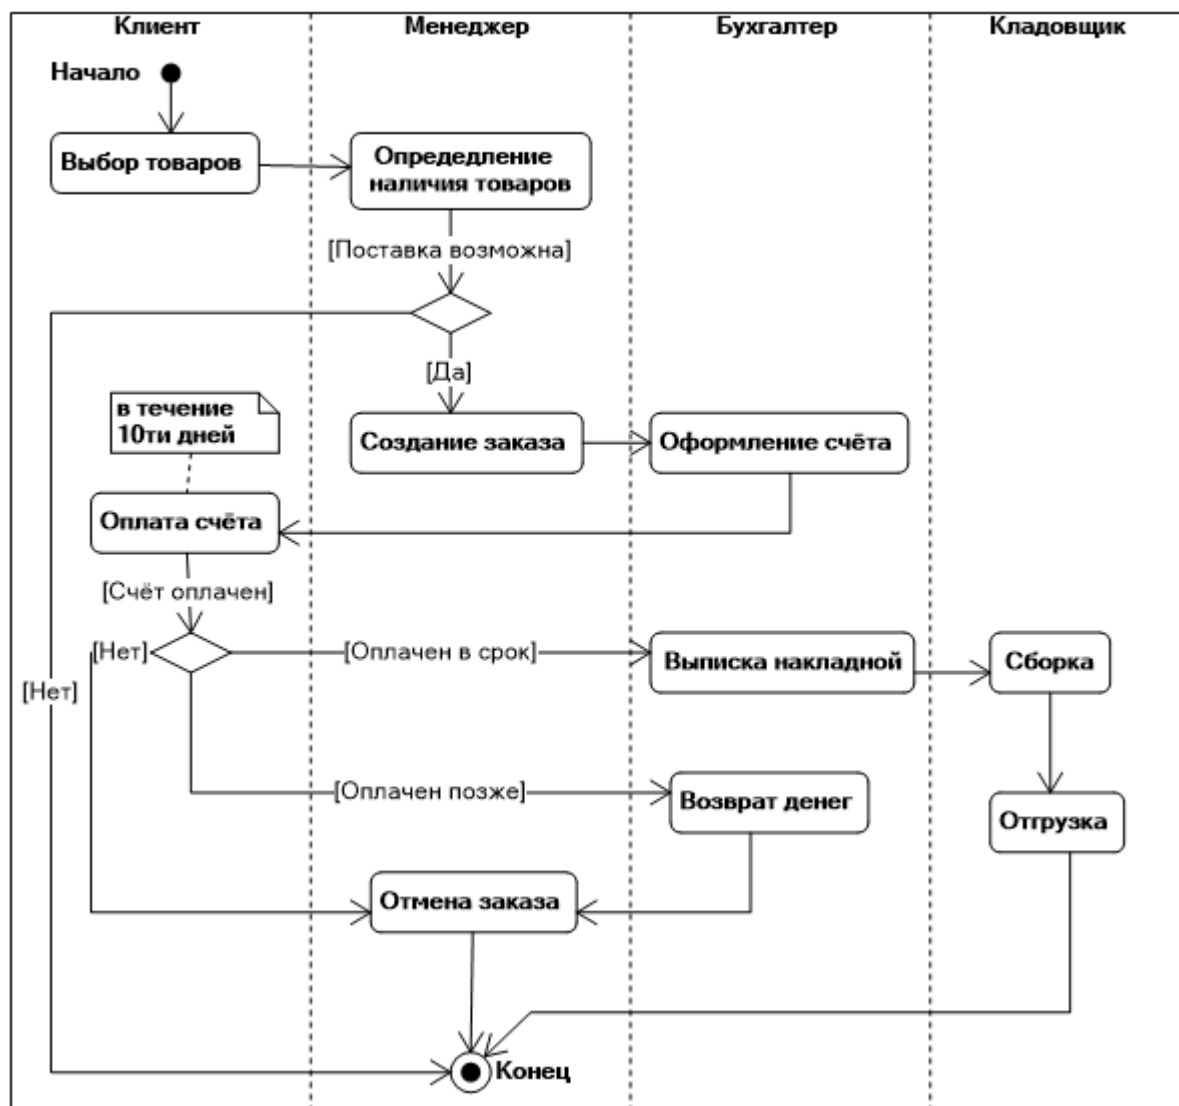 Клиент
Менеджер
Бухгалтер
Кладовщик
Начало
Выбор товаров
Опредедление
наличия товаров
[Поставка возможна]
[Да]
в течение
10ти дней
Создание заказа
Оформление счёта
Оплата счёта
[Счёт оплачен]
[Нет]
[Оплачен в срок]
Выписка накладной
Сборка
[Нет]
[Оплачен позже]
Возврат денег
Отгрузка
Отмена заказа
Конец